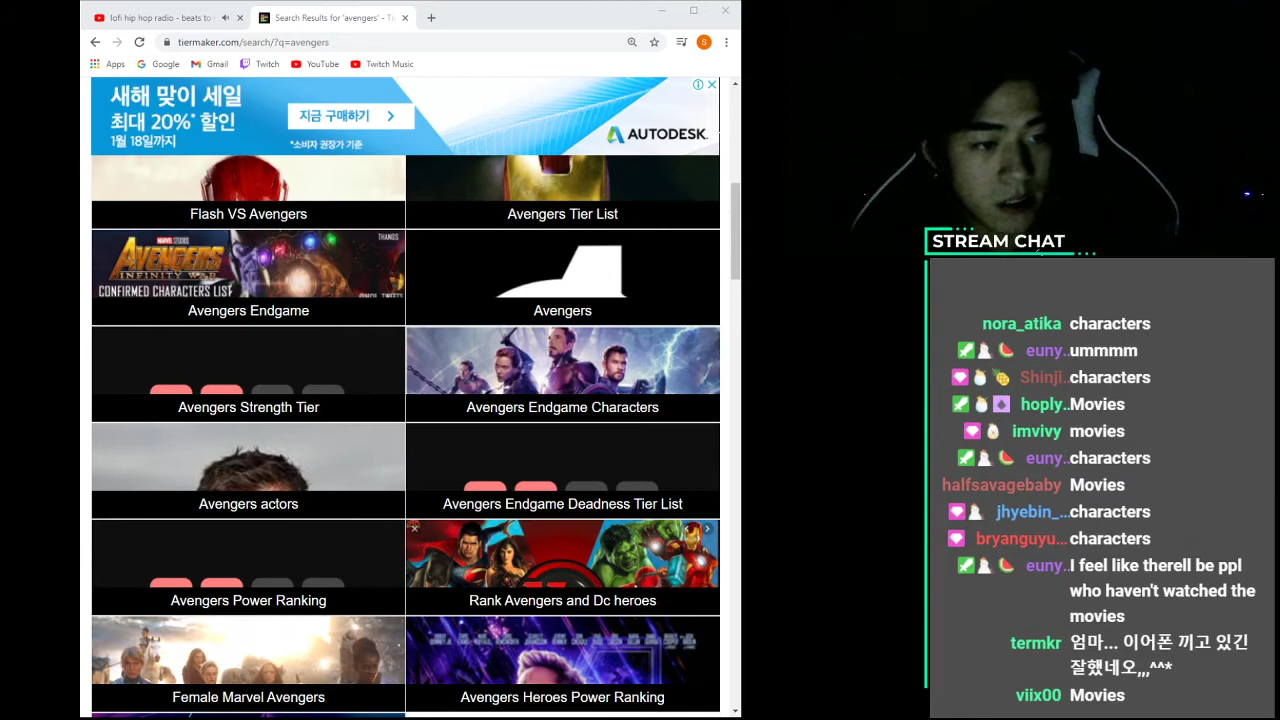 lofi hip hop radio - beats to
Search Results for 'avengers' - Ti
tiermaker.com/search/?q=avengers
Apps
Google
Gmail
Twitch
YouTube
Twitch Music
새해 맞이 세일
최대 20%* 할인
1월 18일까지
지금 구매하기
*소비자 권장가 기준
AUTODESK.
Flash VS Avengers
Avengers Tier List
MARVEL STUDIOS
AVENGERS
INFINITY WAR
CONFIRMED CHARACTERS LIST
THANOS
Avengers Endgame
Avengers
Avengers Strength Tier
Avengers Endgame Characters
Avengers actors
Avengers Endgame Deadness Tier List
Avengers Power Ranking
Rank Avengers and Dc heroes
Female Marvel Avengers
Avengers Heroes Power Ranking
STREAM CHAT
nora_atika characters
euny.. ummmm
Shinji.. characters
hoply.. Movies
imvivy movies
euny.. characters
halfsavagebaby Movies
jhyebin_... characters
bryanguyu... characters
euny.. I feel like therell be ppl
who haven't watched the
movies
termkr 엄마... 이어폰 끼고 있긴
잘했네오,,,^^*
viix00 Movies